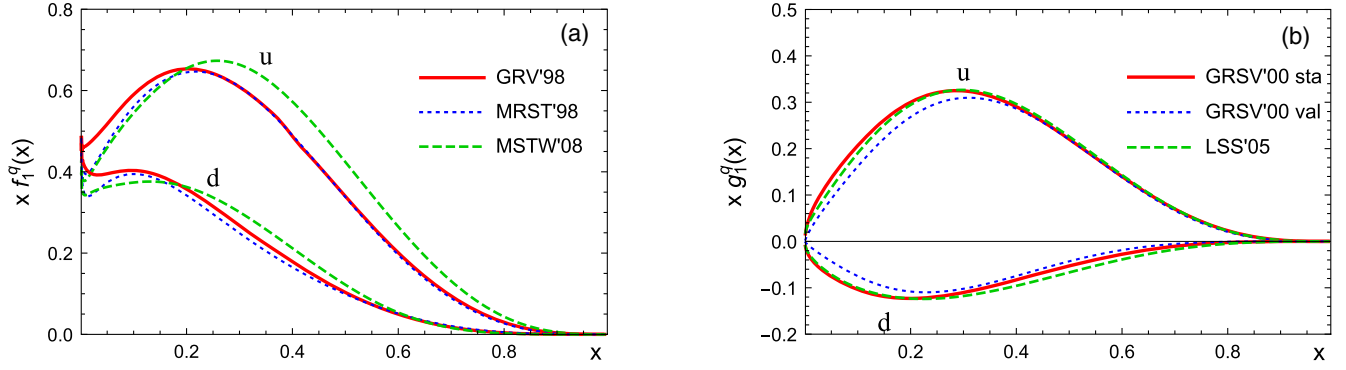 (a)
u
GRV'98
MRST'98
MSTW'08
d
x f₁^q(x)
0.8
0.6
0.4
0.2
0.0
0.2 0.4 0.6 0.8 x
(b)
u
GRSV'00 sta
GRSV'00 val
LSS'05
d
x g₁^q(x)
0.5
0.4
0.3
0.2
0.1
0.0
−0.1
−0.2
0.2 0.4 0.6 0.8 x